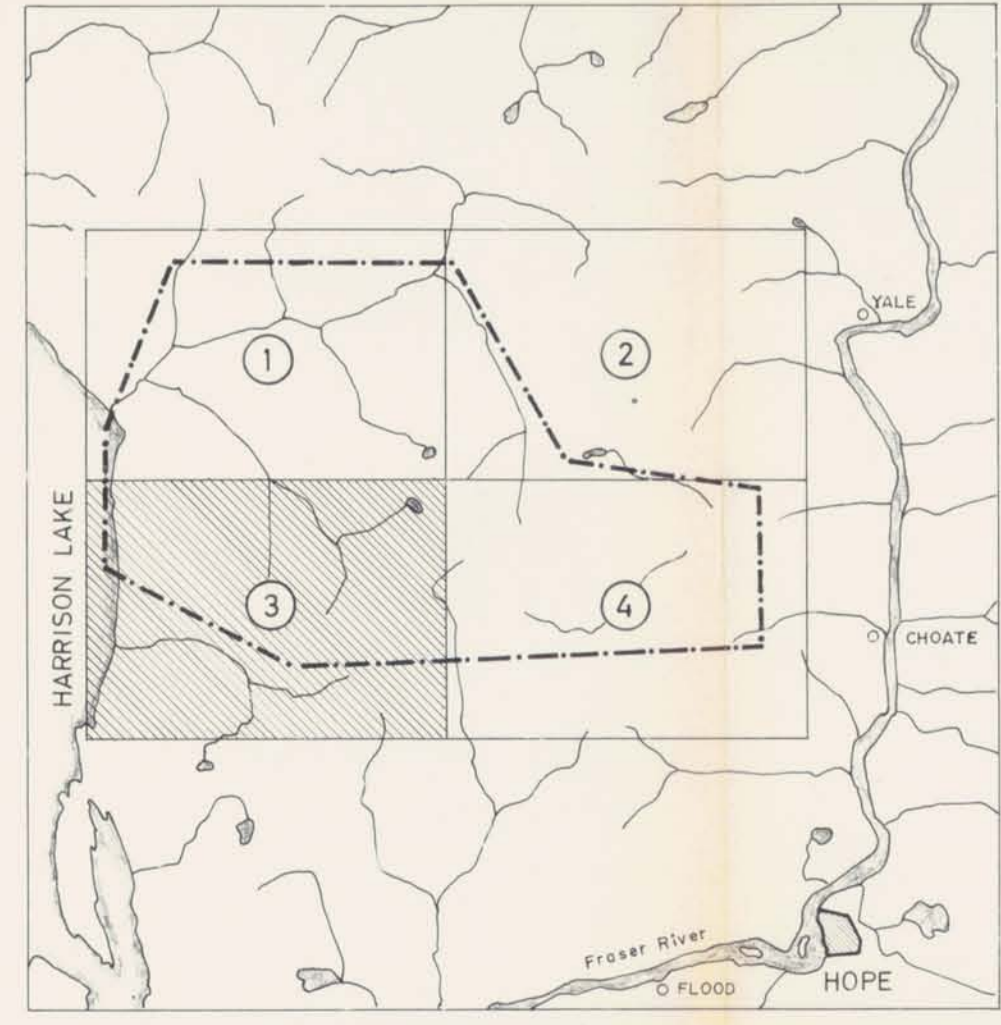 YALE
1
2
HARRISON LAKE
3
4
CHOATE
Fraser River
FLOOD
HOPE